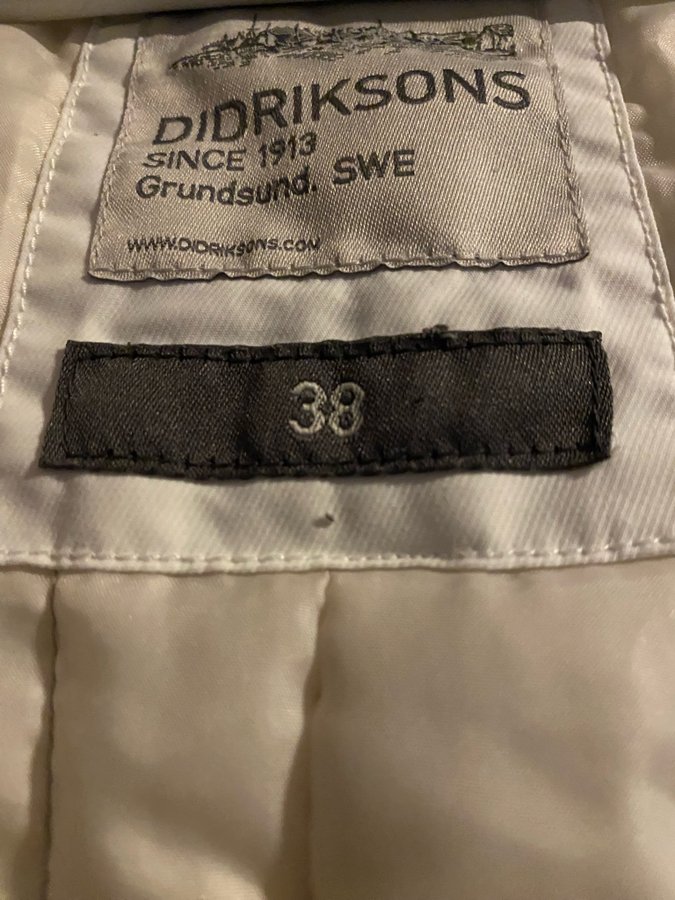 DIDRIKSONS
SINCE 1913
Grundsund. SWE
WWW.DIDRIKSONS.COM
38